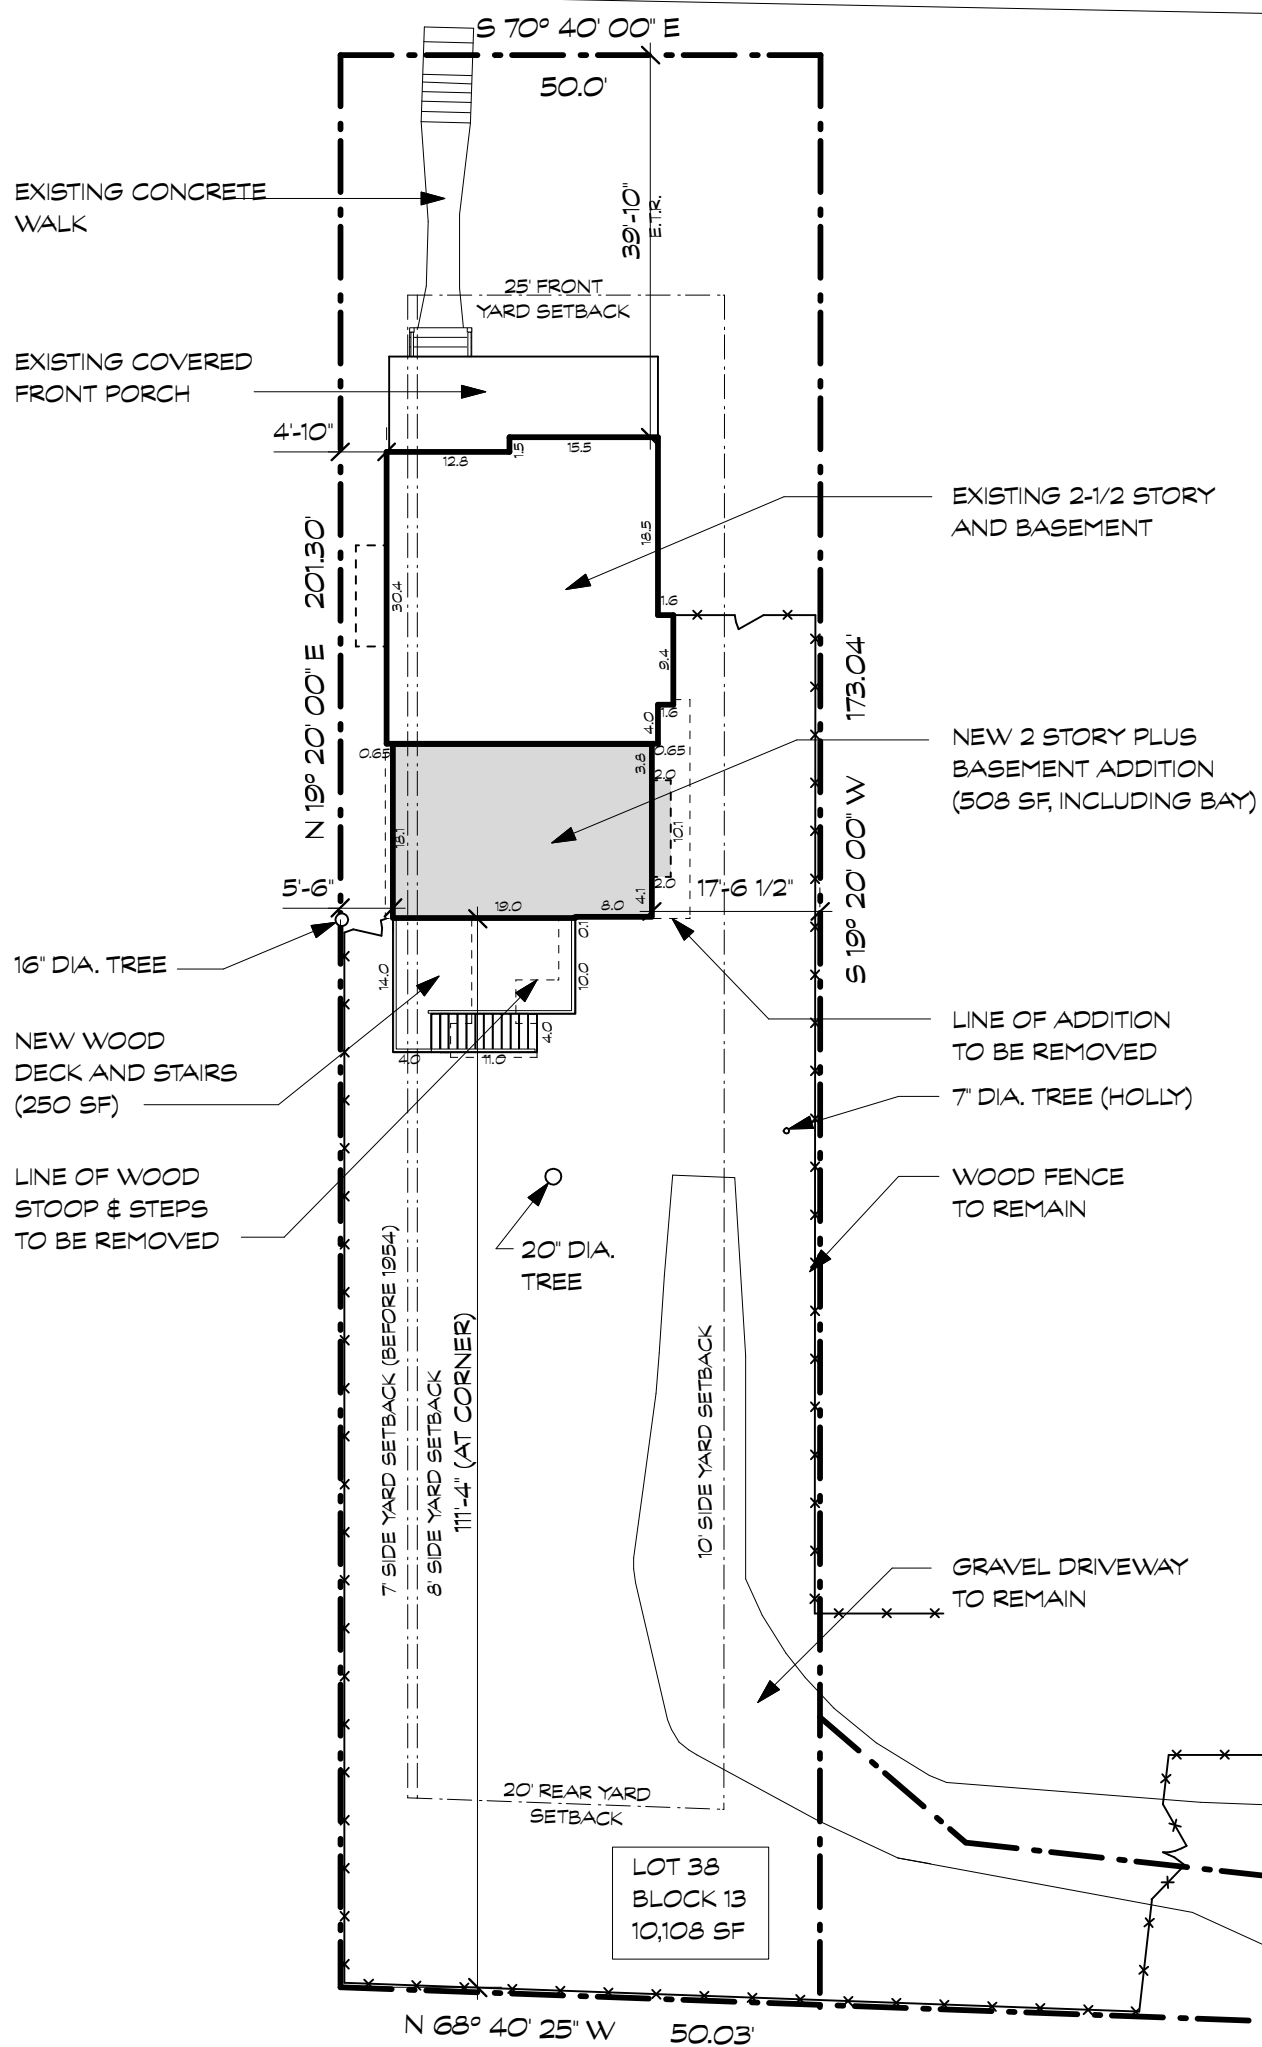 S 70° 40' 00" E
50.0'
EXISTING CONCRETE
WALK
39'-10"
E.T.R.
25' FRONT
YARD SETBACK
EXISTING COVERED
FRONT PORCH
4'-10"
12.8
1.5
15.5
EXISTING 2-1/2 STORY
AND BASEMENT
18.5
N 19° 20' 00" E 201.30'
30.4
1.6
9.4
173.04'
1.6
4.0
0.65
0.65
3.8
2.0
NEW 2 STORY PLUS
BASEMENT ADDITION
(508 SF, INCLUDING BAY)
18.1
10.1
S 19° 20' 00" W
5'-6"
2.0
17'-6 1/2"
4.1
19.0
8.0
0.1
16" DIA. TREE
14.0
10.0
NEW WOOD
DECK AND STAIRS
(250 SF)
4.0
4.0
11.0
LINE OF ADDITION
TO BE REMOVED
7" DIA. TREE (HOLLY)
LINE OF WOOD
STOOP & STEPS
TO BE REMOVED
WOOD FENCE
TO REMAIN
20" DIA.
TREE
7' SIDE YARD SETBACK (BEFORE 1954)
8' SIDE YARD SETBACK
111'-4" (AT CORNER)
10' SIDE YARD SETBACK
GRAVEL DRIVEWAY
TO REMAIN
20' REAR YARD
SETBACK
LOT 38
BLOCK 13
10,108 SF
N 68° 40' 25" W 50.03'